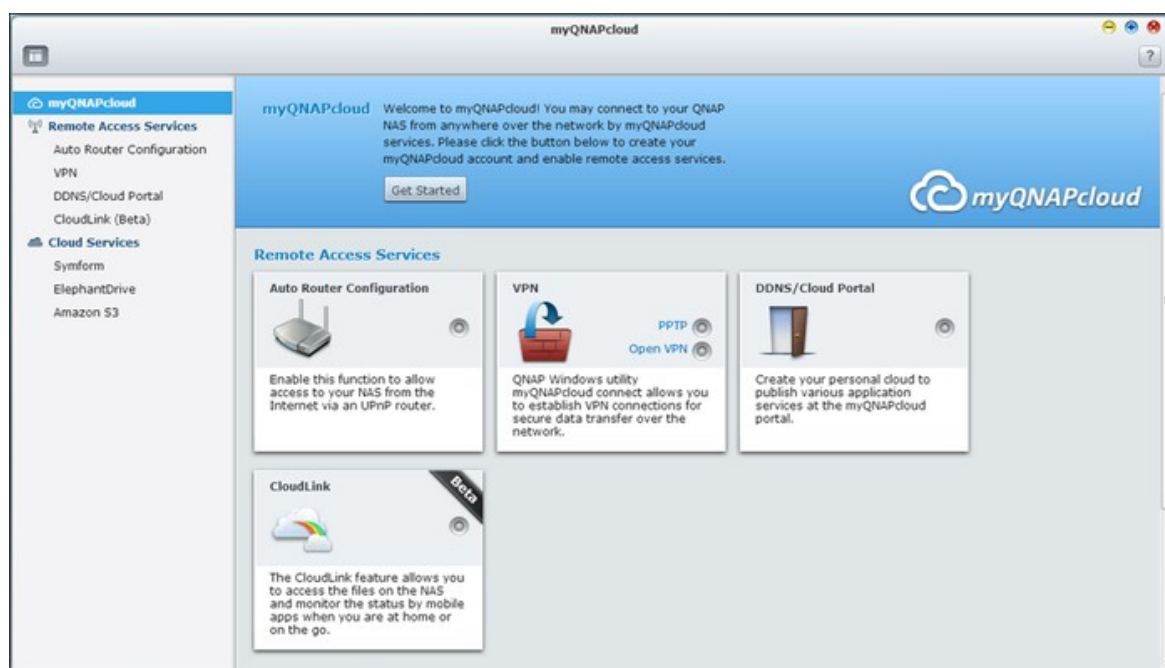 myQNAPcloud
?
myQNAPcloud
Remote Access Services
Auto Router Configuration
VPN
DDNS/Cloud Portal
CloudLink (Beta)
Cloud Services
Symform
ElephantDrive
Amazon S3
myQNAPcloud
Welcome to myQNAPcloud! You may connect to your QNAP
NAS from anywhere over the network by myQNAPcloud
services. Please click the button below to create your
myQNAPcloud account and enable remote access services.
Get Started
myQNAPcloud
Remote Access Services
Auto Router Configuration
Enable this function to allow
access to your NAS from the
Internet via an UPnP router.
VPN
PPTP
Open VPN
QNAP Windows utility
myQNAPcloud connect allows you
to establish VPN connections for
secure data transfer over the
network.
DDNS/Cloud Portal
Create your personal cloud to
publish various application
services at the myQNAPcloud
portal.
CloudLink
Beta
The CloudLink feature allows you
to access the files on the NAS
and monitor the status by mobile
apps when you are at home or
on the go.